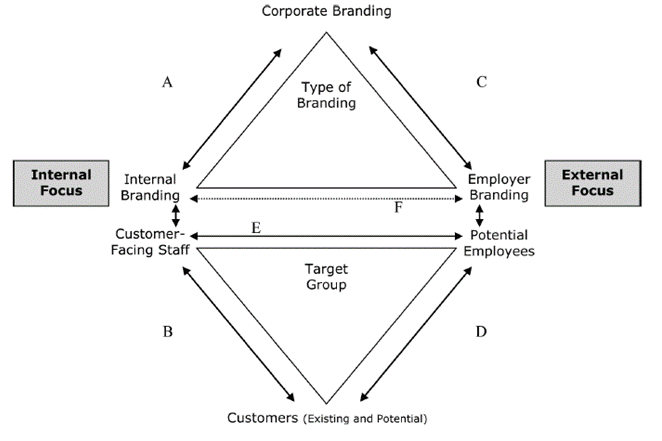 Corporate Branding
A
C
Type of
Branding
Internal
Focus
Internal
Branding
Employer
Branding
External
Focus
F
Customer-
Facing Staff
E
Potential
Employees
Target
Group
B
D
Customers (Existing and Potential)